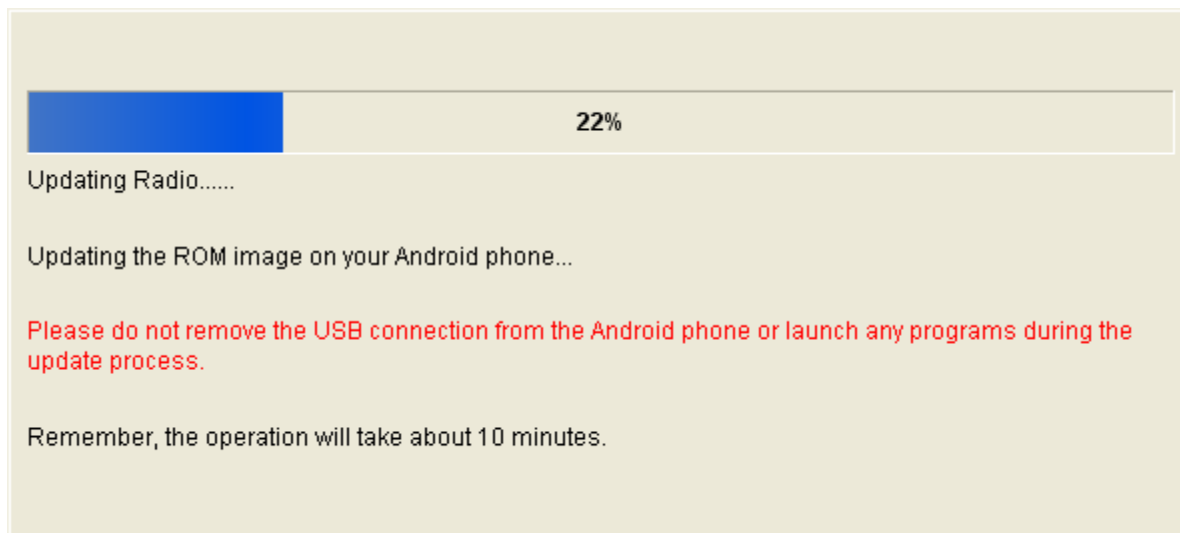 22%
Updating Radio......
Updating the ROM image on your Android phone...
Please do not remove the USB connection from the Android phone or launch any programs during the
update process.
Remember, the operation will take about 10 minutes.